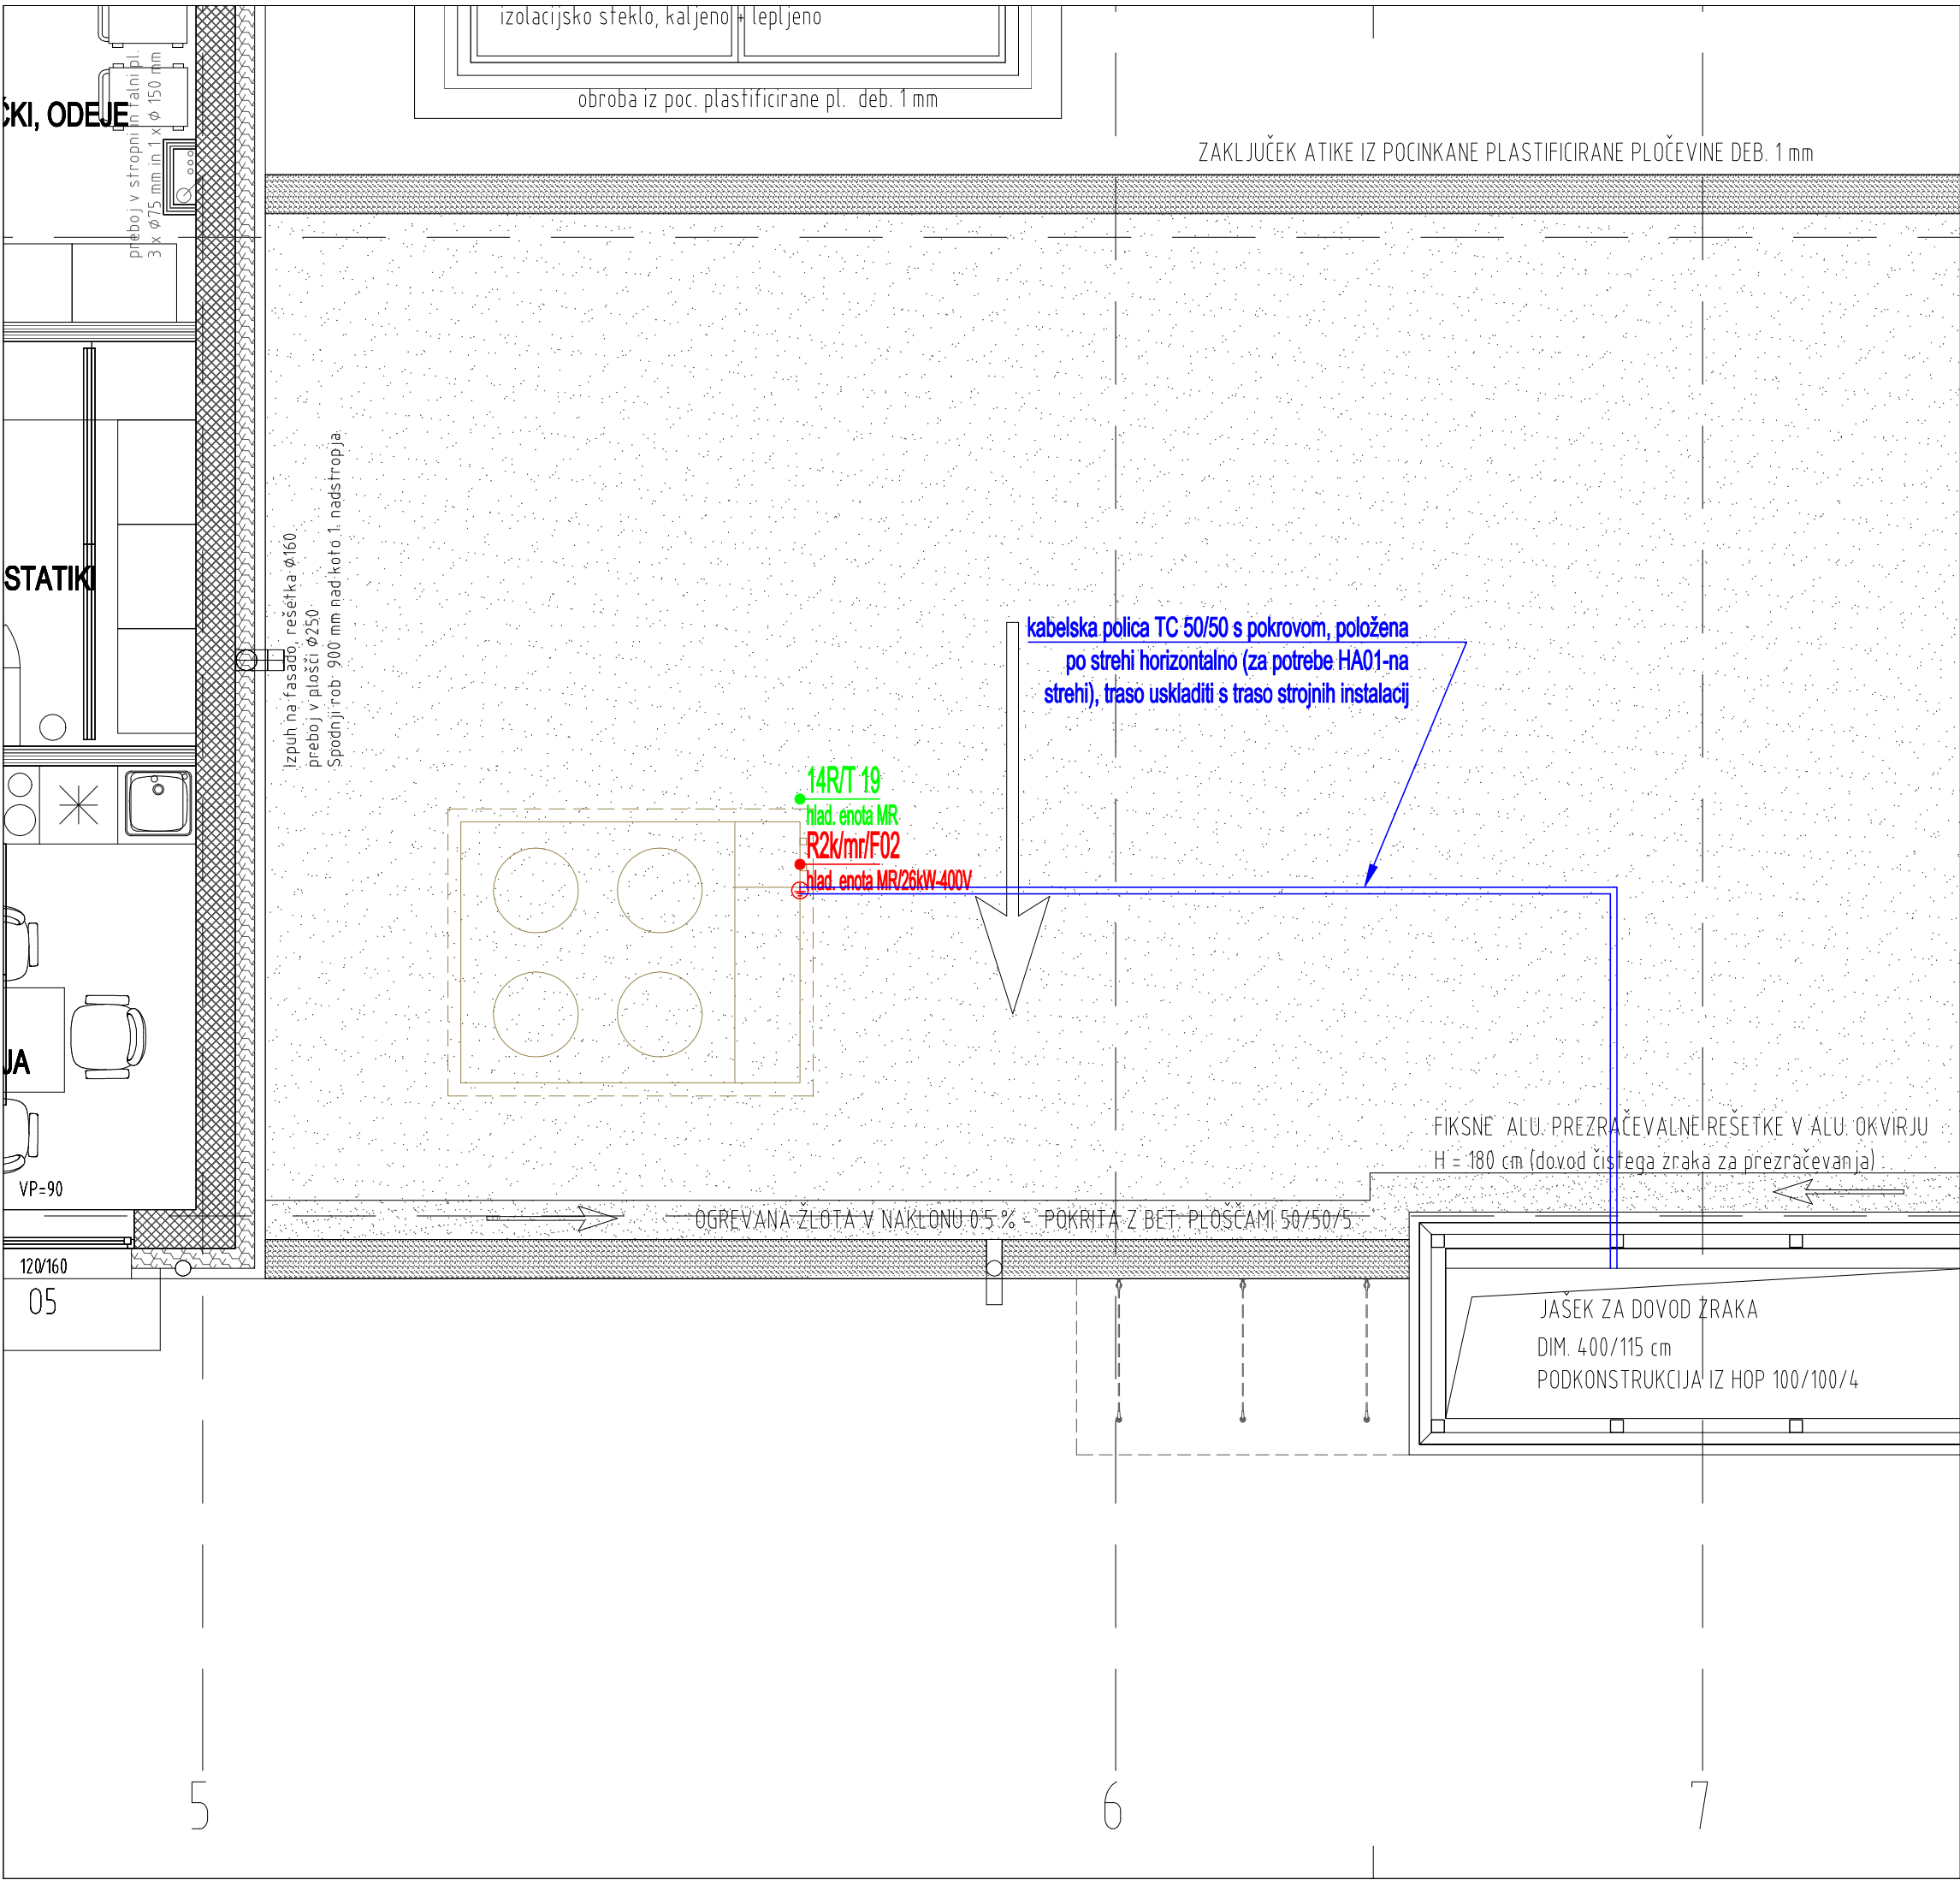 izolacijsko steklo, kaljeno + lepljeno
obroba iz poc. plastificirane pl. deb. 1 mm
ZAKLJUČEK ATIKE IZ POCINKANE PLASTIFICIRANE PLOČEVINE DEB. 1 mm
preboj v stropni in talni pl.
3 x Ø75 mm in 1 x Ø 150 mm
ČKI, ODEJE
STATIKI
Izpuh na fasado, rešetka Ø160
preboj v plošči Ø250
Spodnji rob 900 mm nad koto 1. nadstropja
kabelska polica TC 50/50 s pokrovom, položena
po strehi horizontalno (za potrebe HA01-na
strehi), traso uskladiti s traso strojnih instalacij
14R/T 19
hlad. enota MR
R2k/mr/F02
hlad. enota MR/26kW-400V
JA
FIKSNE ALU. PREZRAČEVALNE REŠETKE V ALU. OKVIRJU
H = 180 cm (dovod čistega zraka za prezračevanja)
VP=90
OGREVANA ŽLOTA V NAKLONU 0.5 % - POKRITA Z BET. PLOŠČAMI 50/50/5
120/160
05
JAŠEK ZA DOVOD ZRAKA
DIM. 400/115 cm
PODKONSTRUKCIJA IZ HOP 100/100/4
5
6
7